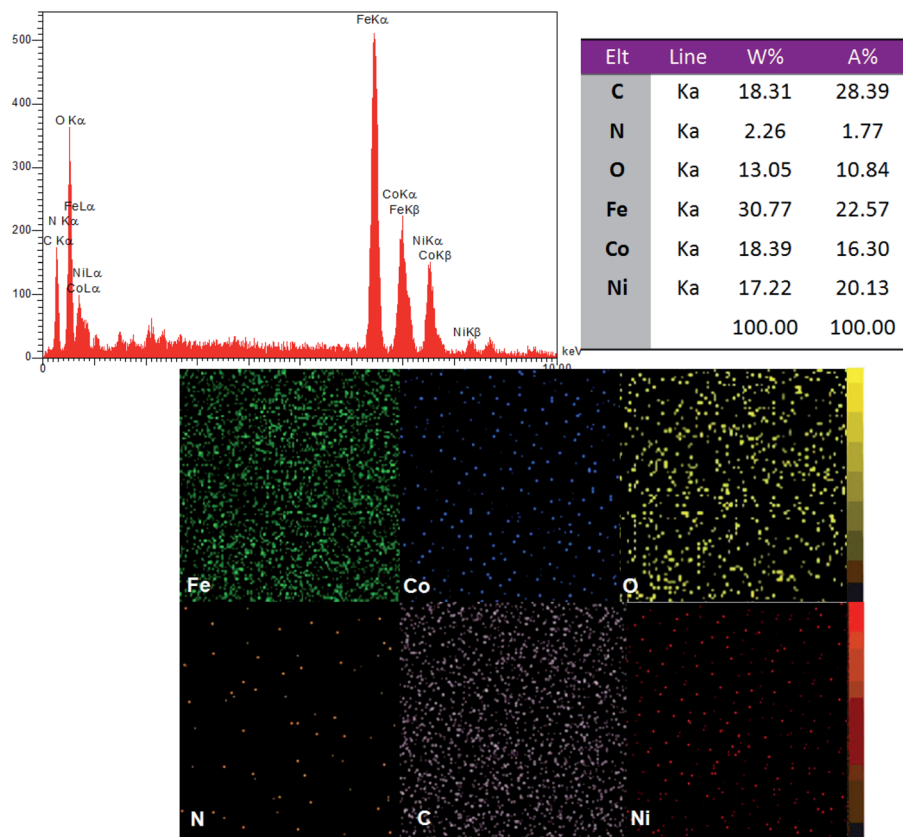 FeKα
500
400
O Kα
300
FeLα
200
N Kα
CoKα
FeKβ
C Kα
NiKα
NiLα
CoKβ
100
CoLα
NiKβ
0
keV
0
Elt Line W% A%
C Ka 18.31 28.39
N Ka 2.26 1.77
O Ka 13.05 10.84
Fe Ka 30.77 22.57
Co Ka 18.39 16.30
Ni Ka 17.22 20.13
100.00 100.00
Fe Co O
N C Ni